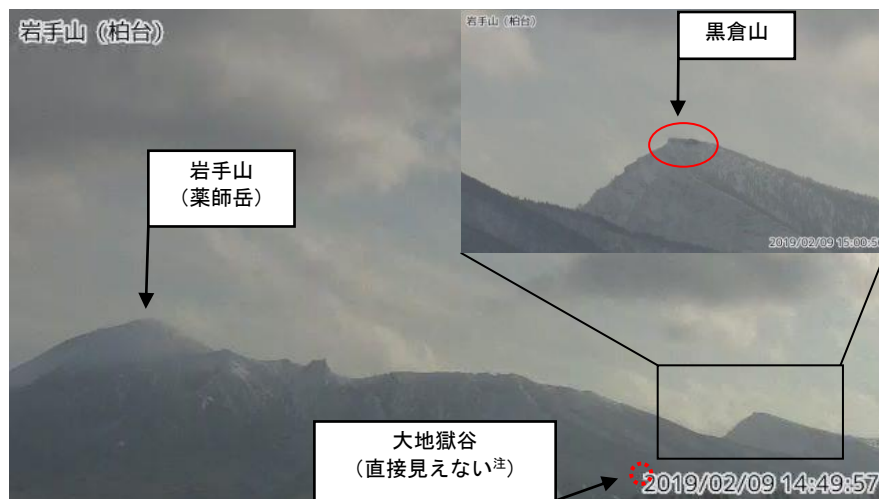 岩手山（柏台）
岩手山（柏台）
黒倉山
岩手山
（薬師岳）
2019/02/09 15:00:5
大地獄谷
（直接見えない注）
2019/02/09 14:49:57